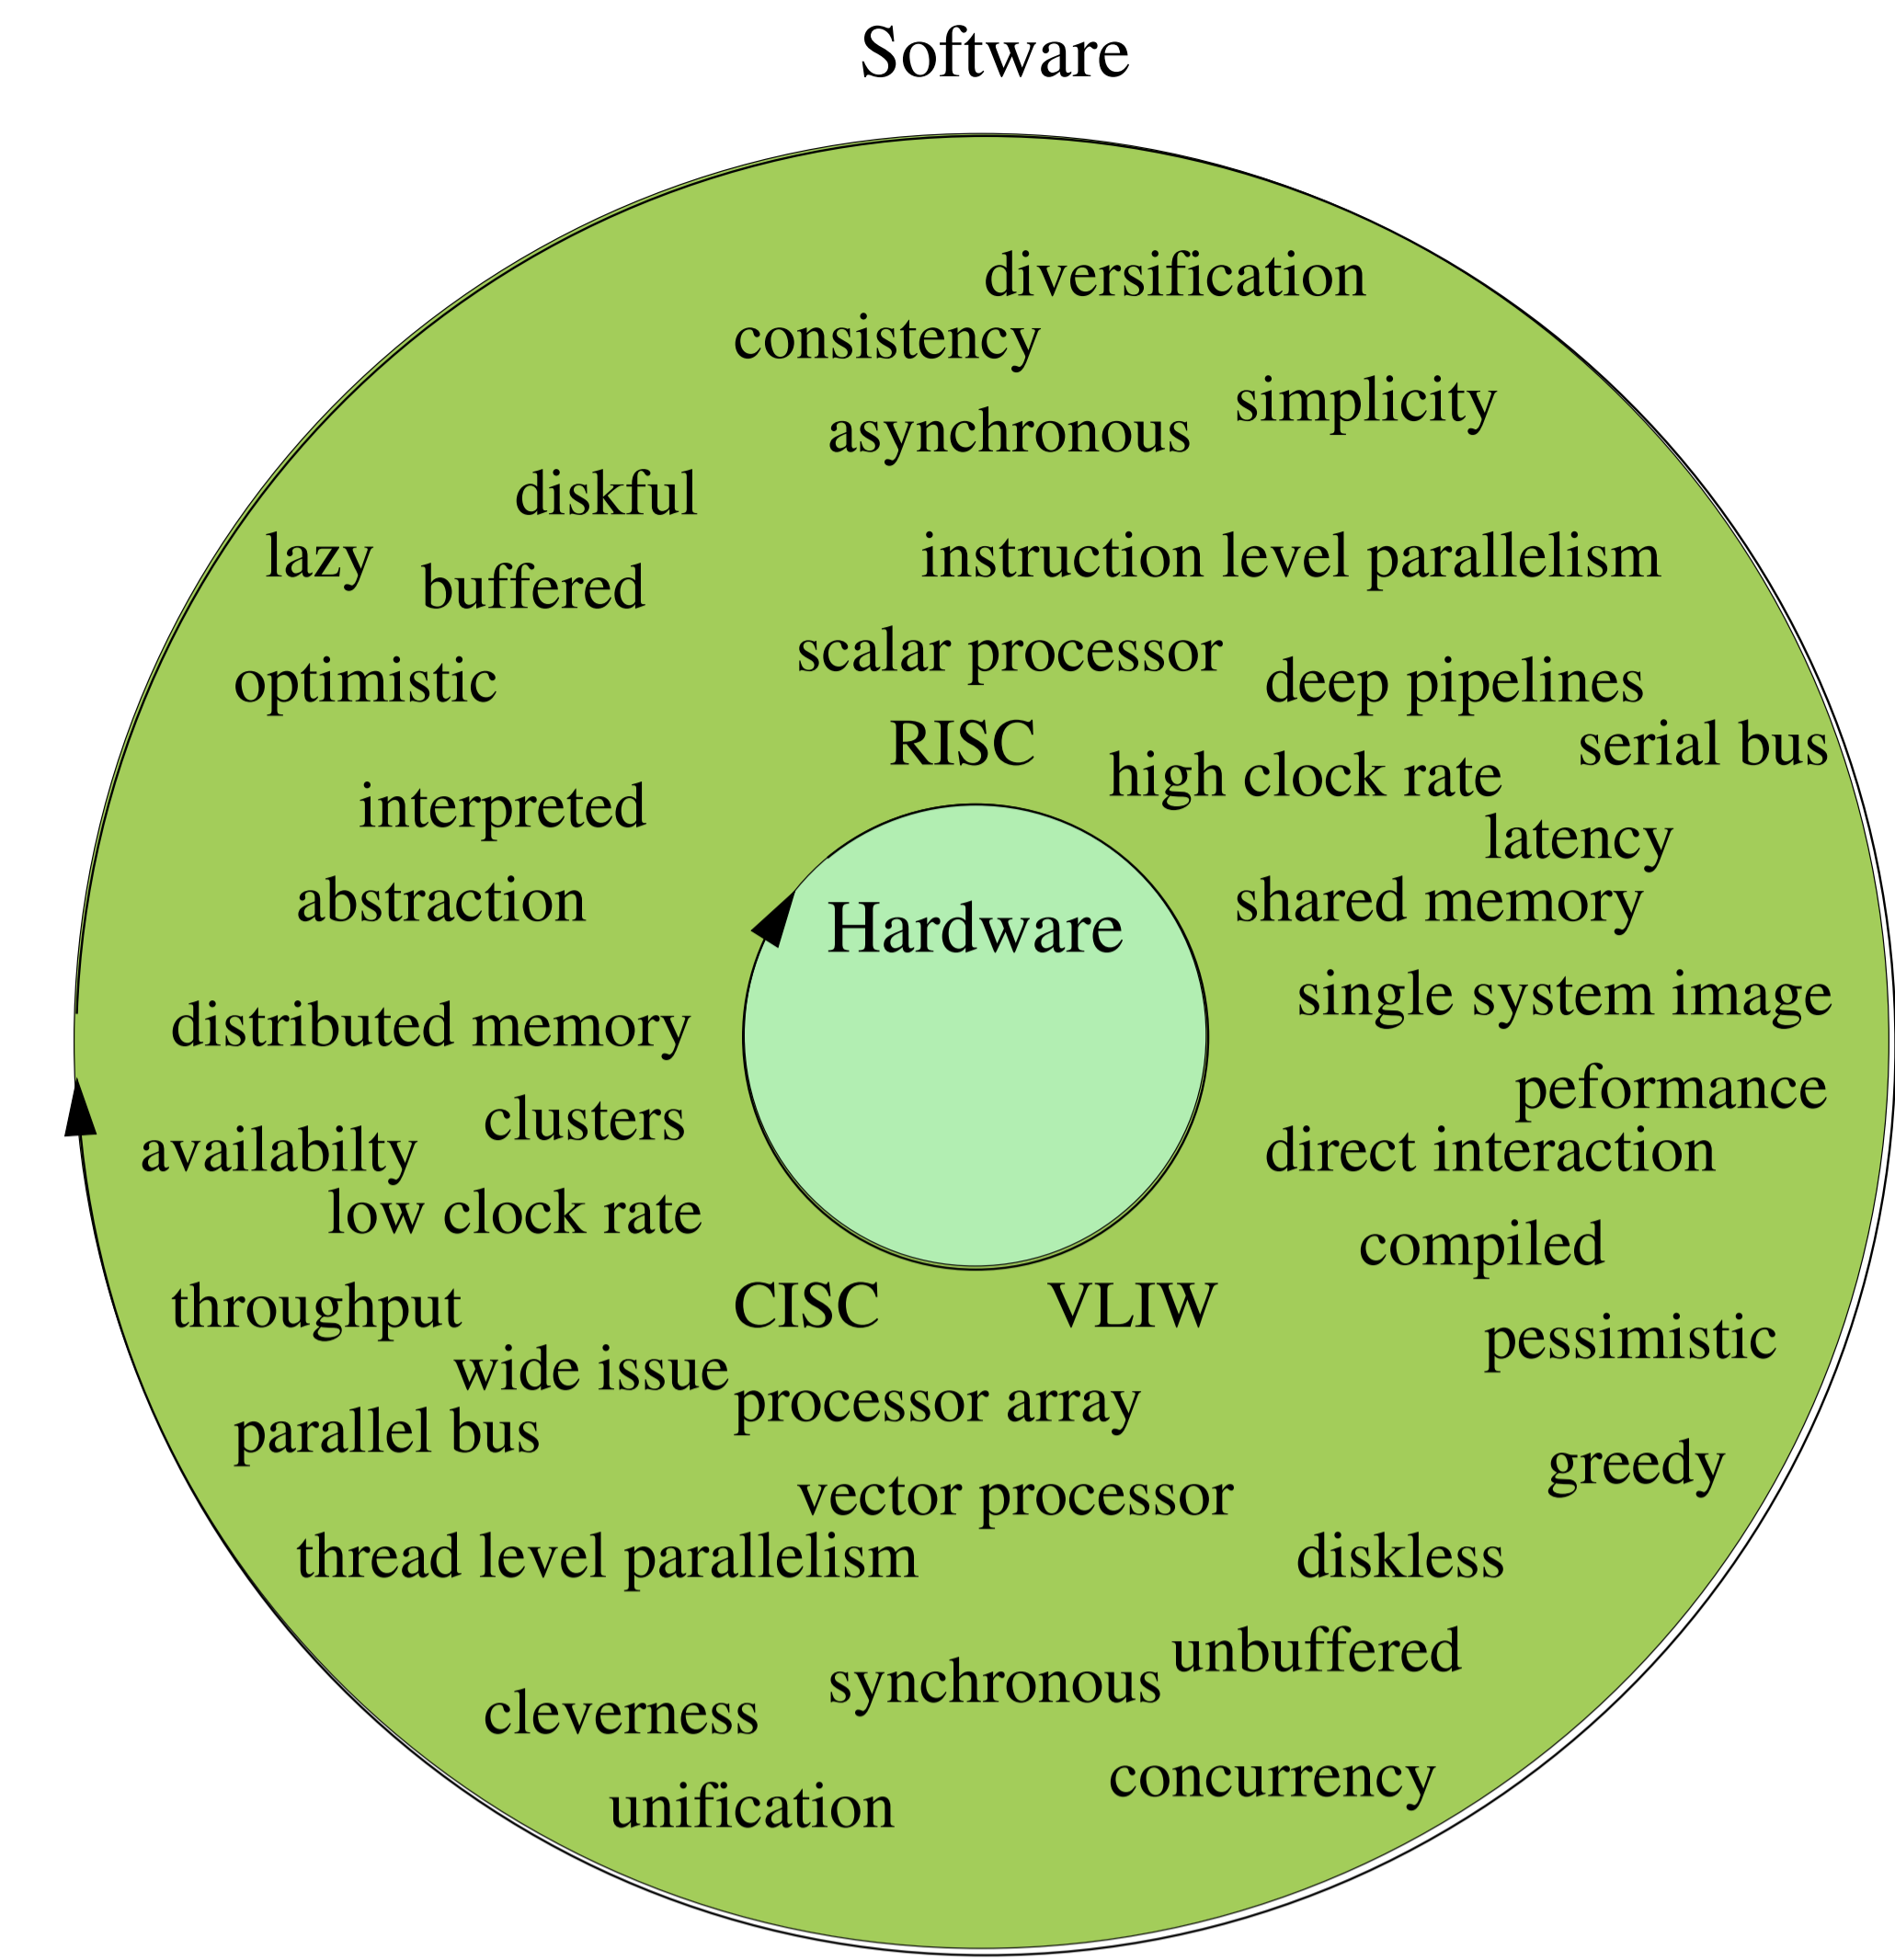 Software
diversification
consistency
simplicity
asynchronous
diskful
lazy
instruction level parallelism
buffered
scalar processor
optimistic
deep pipelines
RISC
serial bus
high clock rate
interpreted
latency
abstraction
shared memory
Hardware
single system image
distributed memory
peformance
clusters
availabilty
direct interaction
low clock rate
compiled
throughput
CISC
VLIW
pessimistic
wide issue
processor array
parallel bus
greedy
vector processor
thread level parallelism
diskless
unbuffered
synchronous
cleverness
concurrency
unification